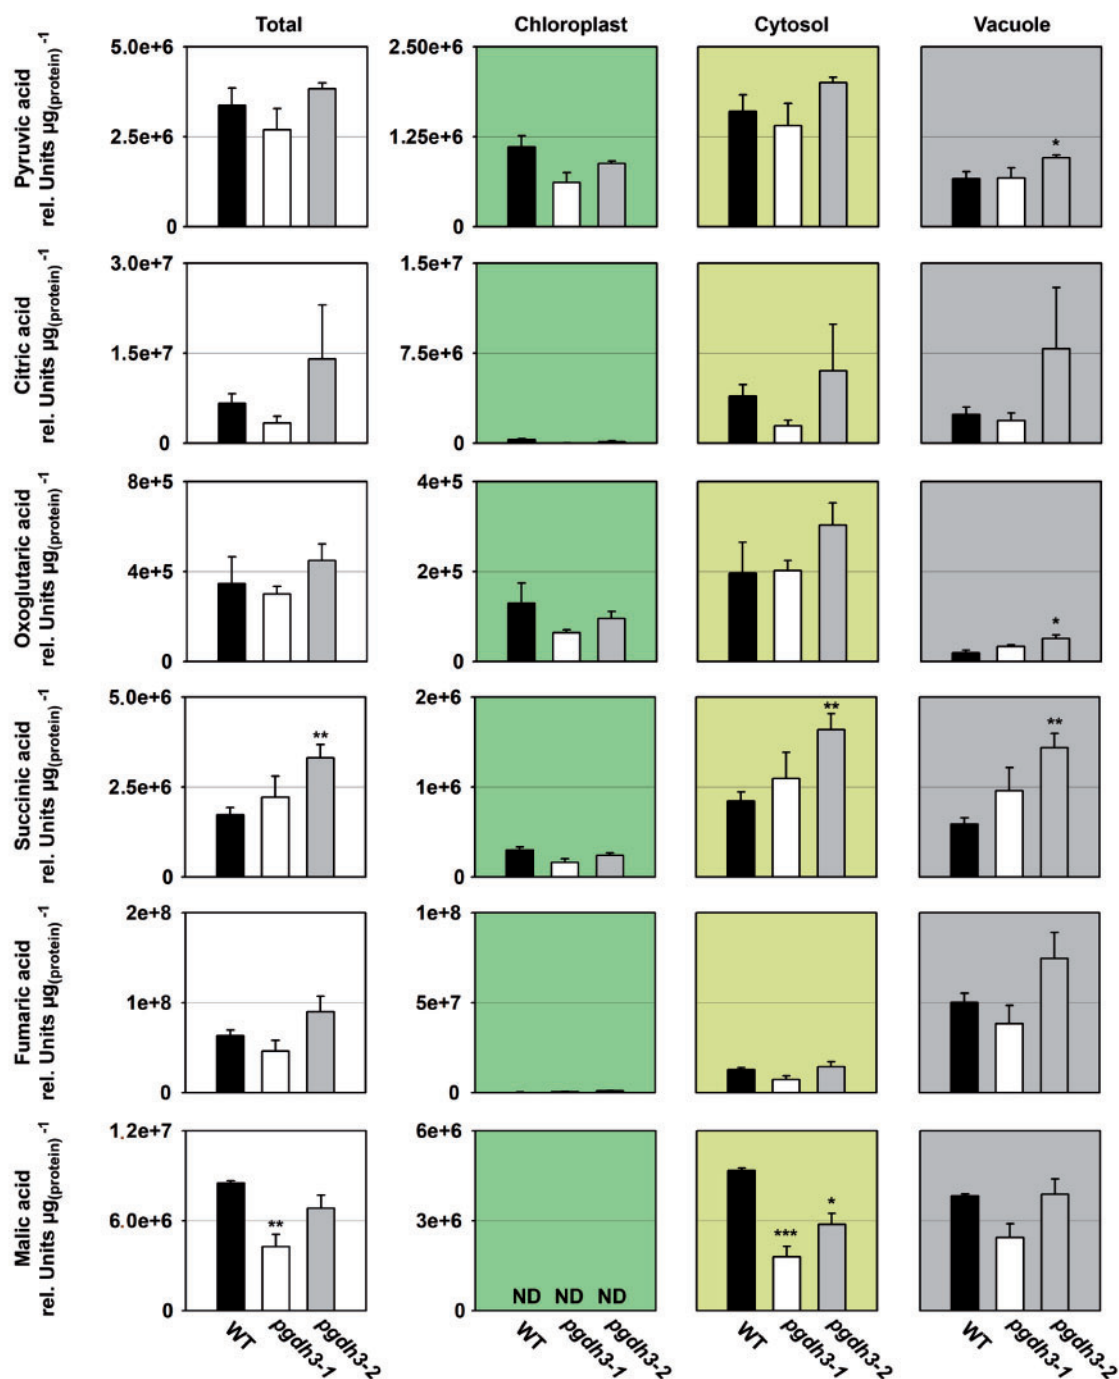 Total Chloroplast Cytosol Vacuole
Pyruvic acid
rel. Units µg(protein) -1
5.0e+6
2.5e+6
0
2.50e+6
1.25e+6
0
*
Citric acid
rel. Units µg(protein) -1
3.0e+7
1.5e+7
0
1.5e+7
7.5e+6
0
Oxoglutaric acid
rel. Units µg(protein) -1
8e+5
4e+5
0
4e+5
2e+5
0
*
Succinic acid
rel. Units µg(protein) -1
5.0e+6
2.5e+6
0
**
2e+6
1e+6
0
**
**
Fumaric acid
rel. Units µg(protein) -1
2e+8
1e+8
0
1e+8
5e+7
0
Malic acid
rel. Units µg(protein) -1
1.2e+7
6.0e+6
0
**
6e+6
3e+6
0
ND ND ND
***
*
WT pgdh3-1 pgdh3-2 WT pgdh3-1 pgdh3-2 WT pgdh3-1 pgdh3-2 WT pgdh3-1 pgdh3-2